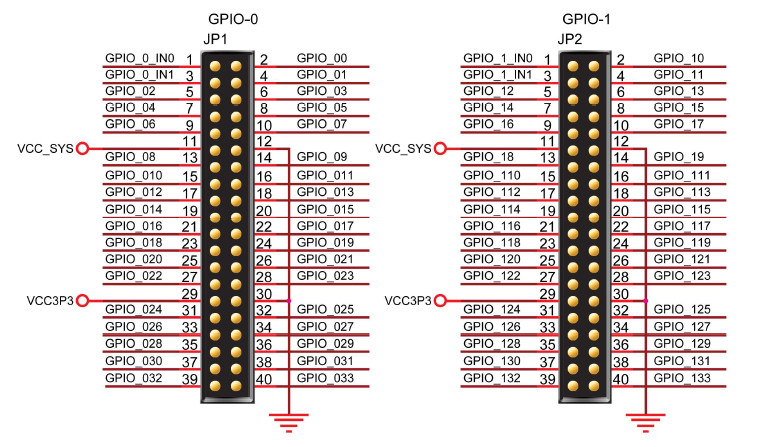 GPIO-0
JP1
GPIO_0_IN0 1 2 GPIO_00
GPIO_0_IN1 3 4 GPIO_01
GPIO_02 5 6 GPIO_03
GPIO_04 7 8 GPIO_05
GPIO_06 9 10 GPIO_07
VCC_SYS 11 12
GPIO_08 13 14 GPIO_09
GPIO_010 15 16 GPIO_011
GPIO_012 17 18 GPIO_013
GPIO_014 19 20 GPIO_015
GPIO_016 21 22 GPIO_017
GPIO_018 23 24 GPIO_019
GPIO_020 25 26 GPIO_021
GPIO_022 27 28 GPIO_023
VCC3P3 29 30
GPIO_024 31 32 GPIO_025
GPIO_026 33 34 GPIO_027
GPIO_028 35 36 GPIO_029
GPIO_030 37 38 GPIO_031
GPIO_032 39 40 GPIO_033
GPIO-1
JP2
GPIO_1_IN0 1 2 GPIO_10
GPIO_1_IN1 3 4 GPIO_11
GPIO_12 5 6 GPIO_13
GPIO_14 7 8 GPIO_15
GPIO_16 9 10 GPIO_17
VCC_SYS 11 12
GPIO_18 13 14 GPIO_19
GPIO_110 15 16 GPIO_111
GPIO_112 17 18 GPIO_113
GPIO_114 19 20 GPIO_115
GPIO_116 21 22 GPIO_117
GPIO_118 23 24 GPIO_119
GPIO_120 25 26 GPIO_121
GPIO_122 27 28 GPIO_123
VCC3P3 29 30
GPIO_124 31 32 GPIO_125
GPIO_126 33 34 GPIO_127
GPIO_128 35 36 GPIO_129
GPIO_130 37 38 GPIO_131
GPIO_132 39 40 GPIO_133